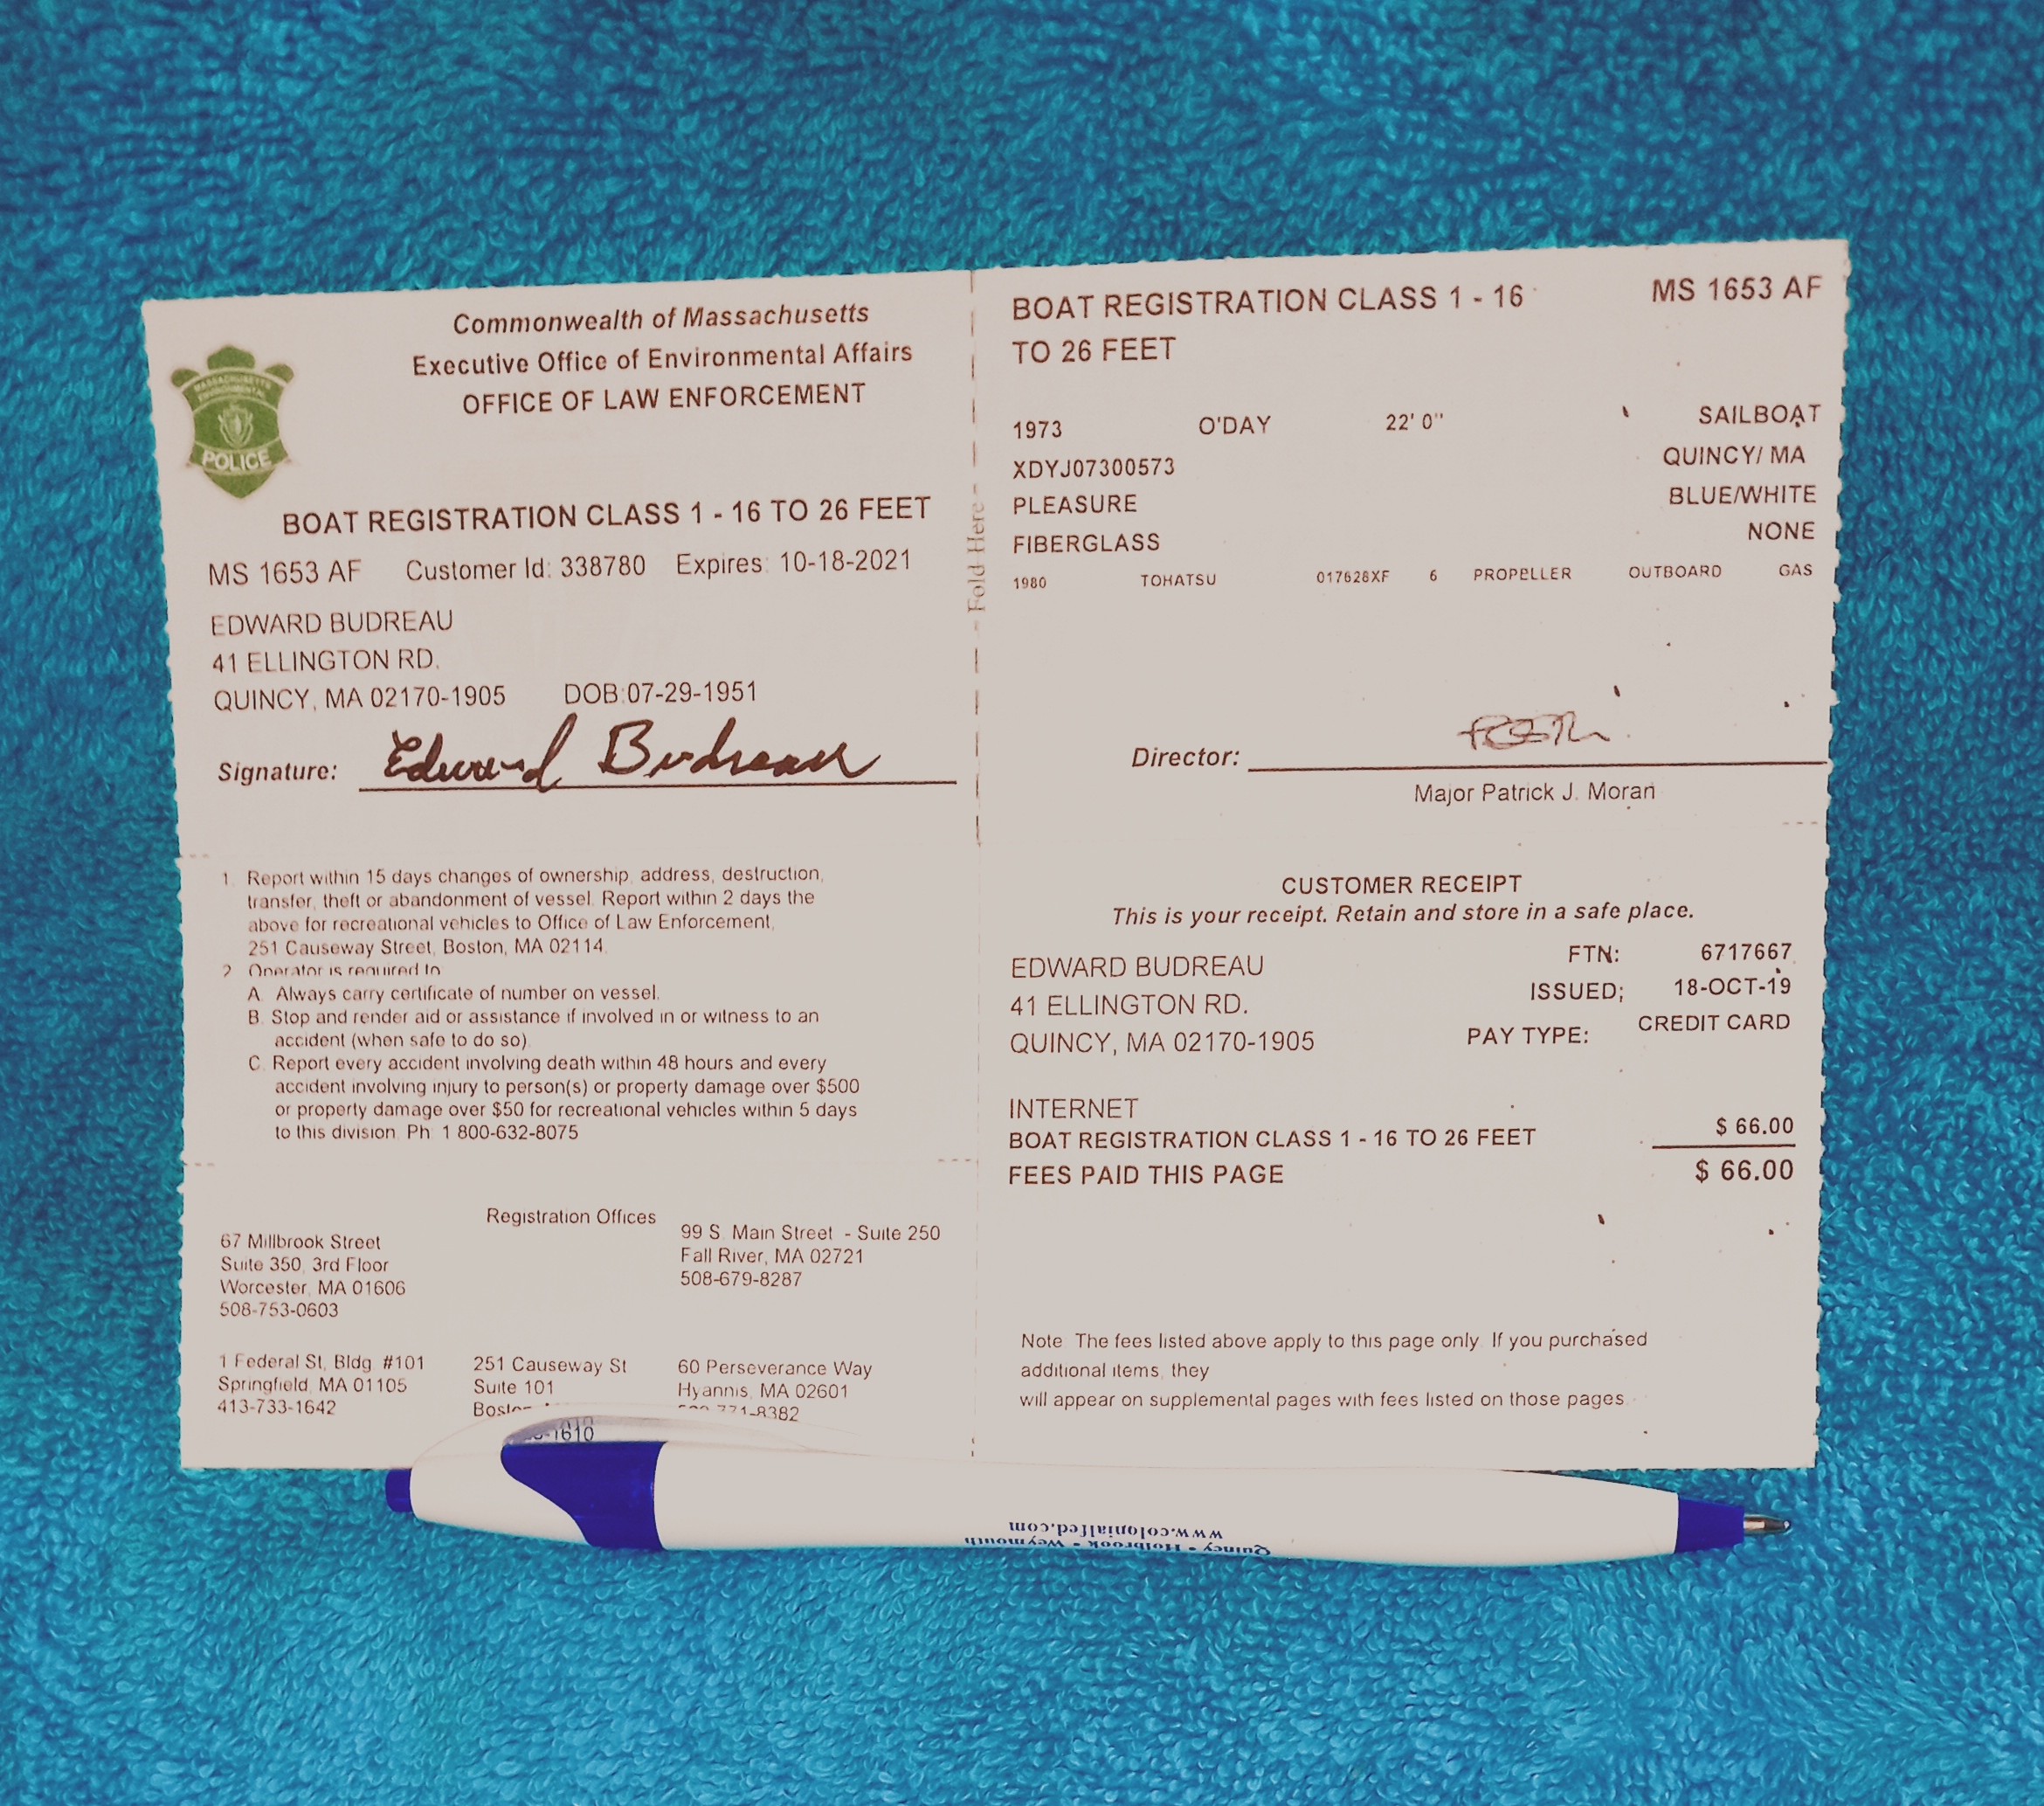 Commonwealth of Massachusetts
Executive Office of Environmental Affairs
OFFICE OF LAW ENFORCEMENT
MASSACHUSETTS
ENVIRONMENTAL
POLICE
BOAT REGISTRATION CLASS 1 - 16 TO 26 FEET
MS 1653 AF Customer Id: 338780 Expires: 10-18-2021
EDWARD BUDREAU
41 ELLINGTON RD.
QUINCY, MA 02170-1905 DOB:07-29-1951
Signature: Edward Budreau
Fold Here
BOAT REGISTRATION CLASS 1 - 16 MS 1653 AF
TO 26 FEET
1973 O'DAY 22' 0" SAILBOAT
XDYJ07300573 QUINCY/ MA
PLEASURE BLUE/WHITE
FIBERGLASS NONE
1980 TOHATSU 017628XF 6 PROPELLER OUTBOARD GAS
Director:
Major Patrick J. Moran
1. Report within 15 days changes of ownership, address, destruction,
transfer, theft or abandonment of vessel. Report within 2 days the
above for recreational vehicles to Office of Law Enforcement,
251 Causeway Street, Boston, MA 02114.
2. Operator is required to
A. Always carry certificate of number on vessel.
B. Stop and render aid or assistance if involved in or witness to an
accident (when safe to do so).
C. Report every accident involving death within 48 hours and every
accident involving injury to person(s) or property damage over $500
or property damage over $50 for recreational vehicles within 5 days
to this division. Ph. 1 800-632-8075
CUSTOMER RECEIPT
This is your receipt. Retain and store in a safe place.
EDWARD BUDREAU FTN: 6717667
41 ELLINGTON RD. ISSUED; 18-OCT-19
QUINCY, MA 02170-1905 PAY TYPE: CREDIT CARD
INTERNET
BOAT REGISTRATION CLASS 1 - 16 TO 26 FEET $ 66.00
FEES PAID THIS PAGE $ 66.00
Note: The fees listed above apply to this page only. If you purchased
additional items, they
will appear on supplemental pages with fees listed on those pages.
Registration Offices
67 Millbrook Street
Suite 350, 3rd Floor
Worcester, MA 01606
508-753-0603
99 S. Main Street - Suite 250
Fall River, MA 02721
508-679-8287
1 Federal St, Bldg. #101
Springfield, MA 01105
413-733-1642
251 Causeway St
Suite 101
Boston
-1610
60 Perseverance Way
Hyannis, MA 02601
771-8382
www.colonialfed.com
Quincy • Holbrook • Weymouth